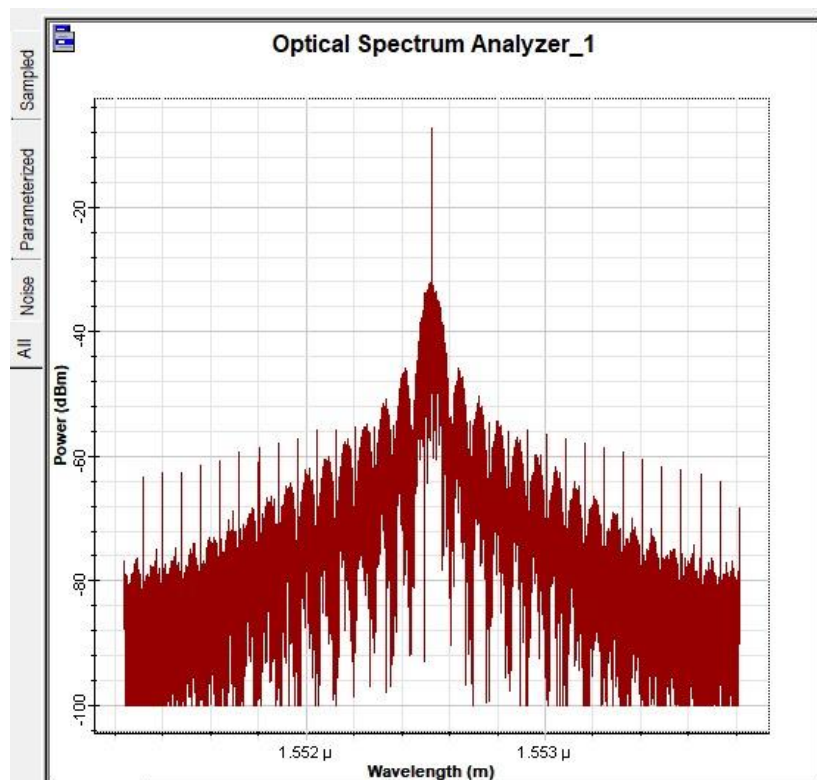 Optical Spectrum Analyzer_1
Sampled
Parameterized
Noise
All
Power (dBm)
-20
-40
-60
-80
-100
1.552 µ
1.553 µ
Wavelength (m)